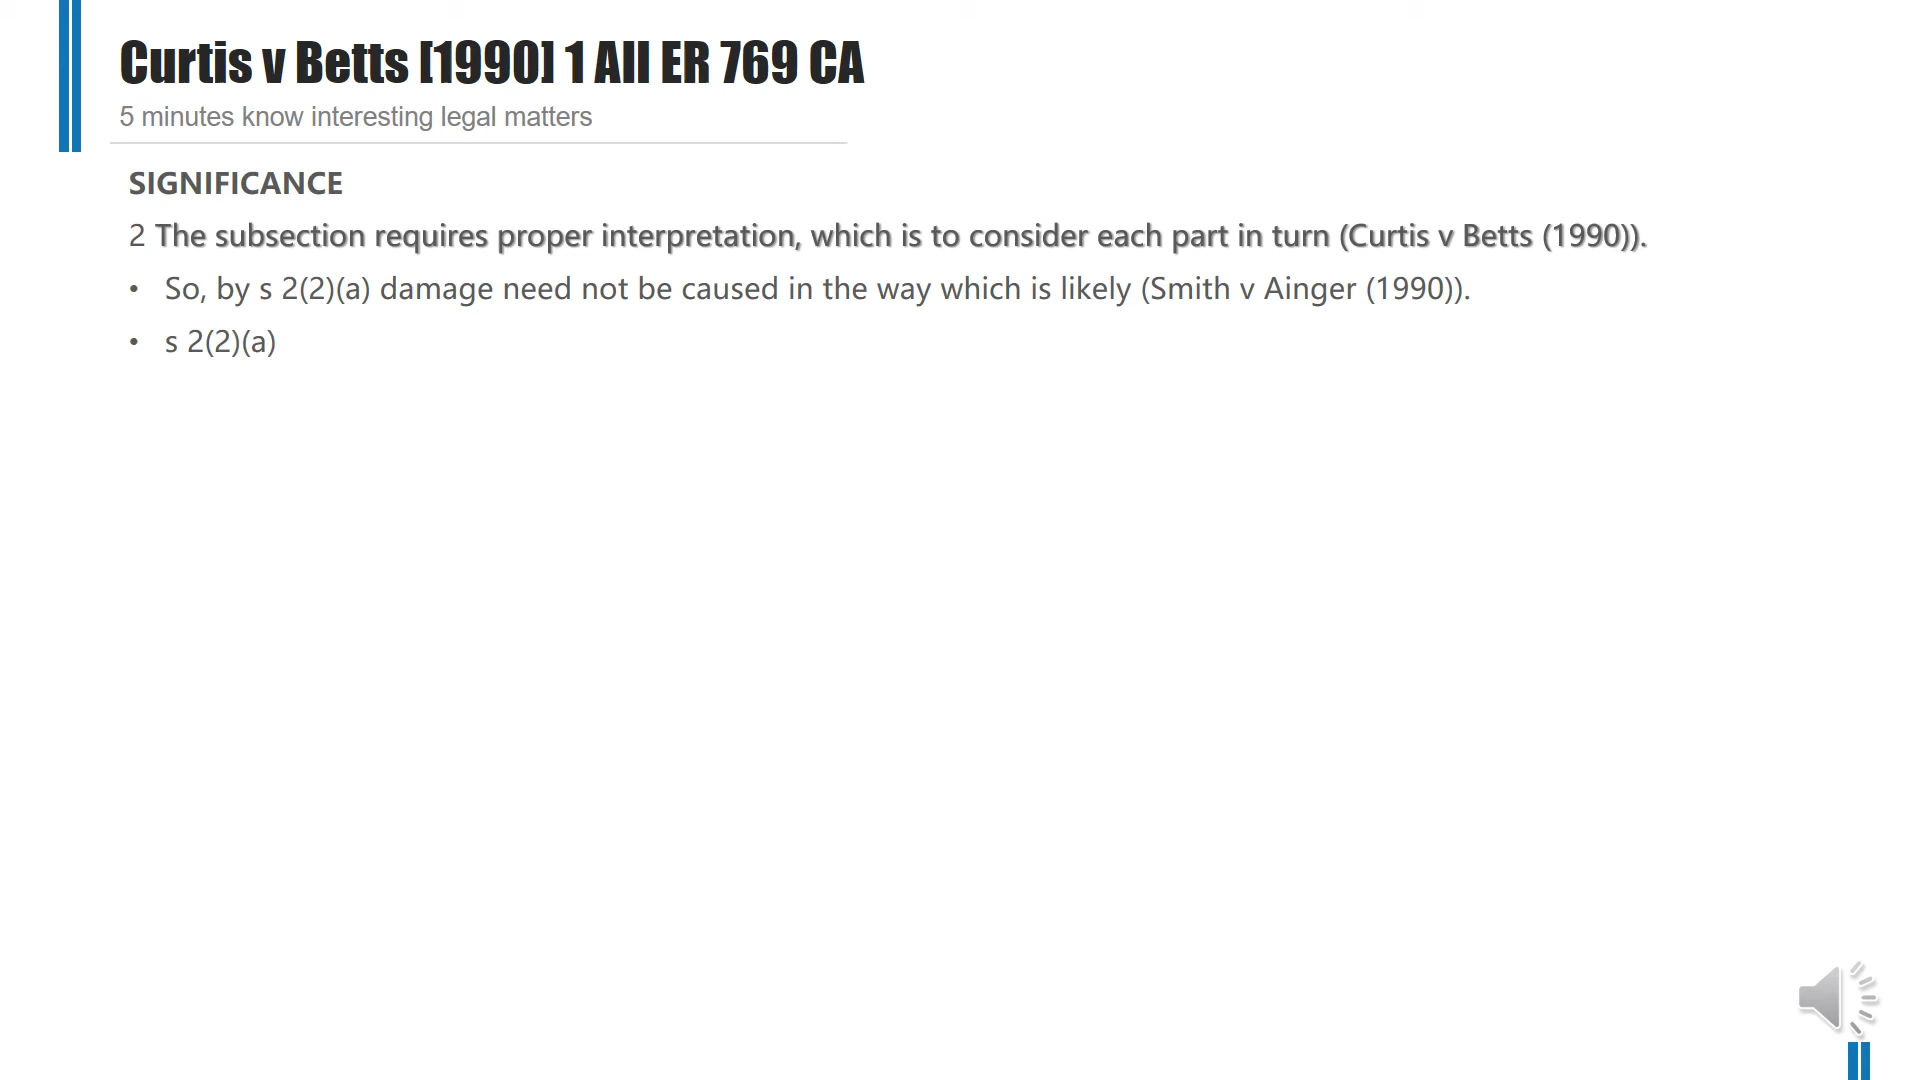 Curtis v Betts [1990] 1 All ER 769 CA
5 minutes know interesting legal matters
SIGNIFICANCE
2 The subsection requires proper interpretation, which is to consider each part in turn (Curtis v Betts (1990)).
• So, by s 2(2)(a) damage need not be caused in the way which is likely (Smith v Ainger (1990)).
• s 2(2)(a)